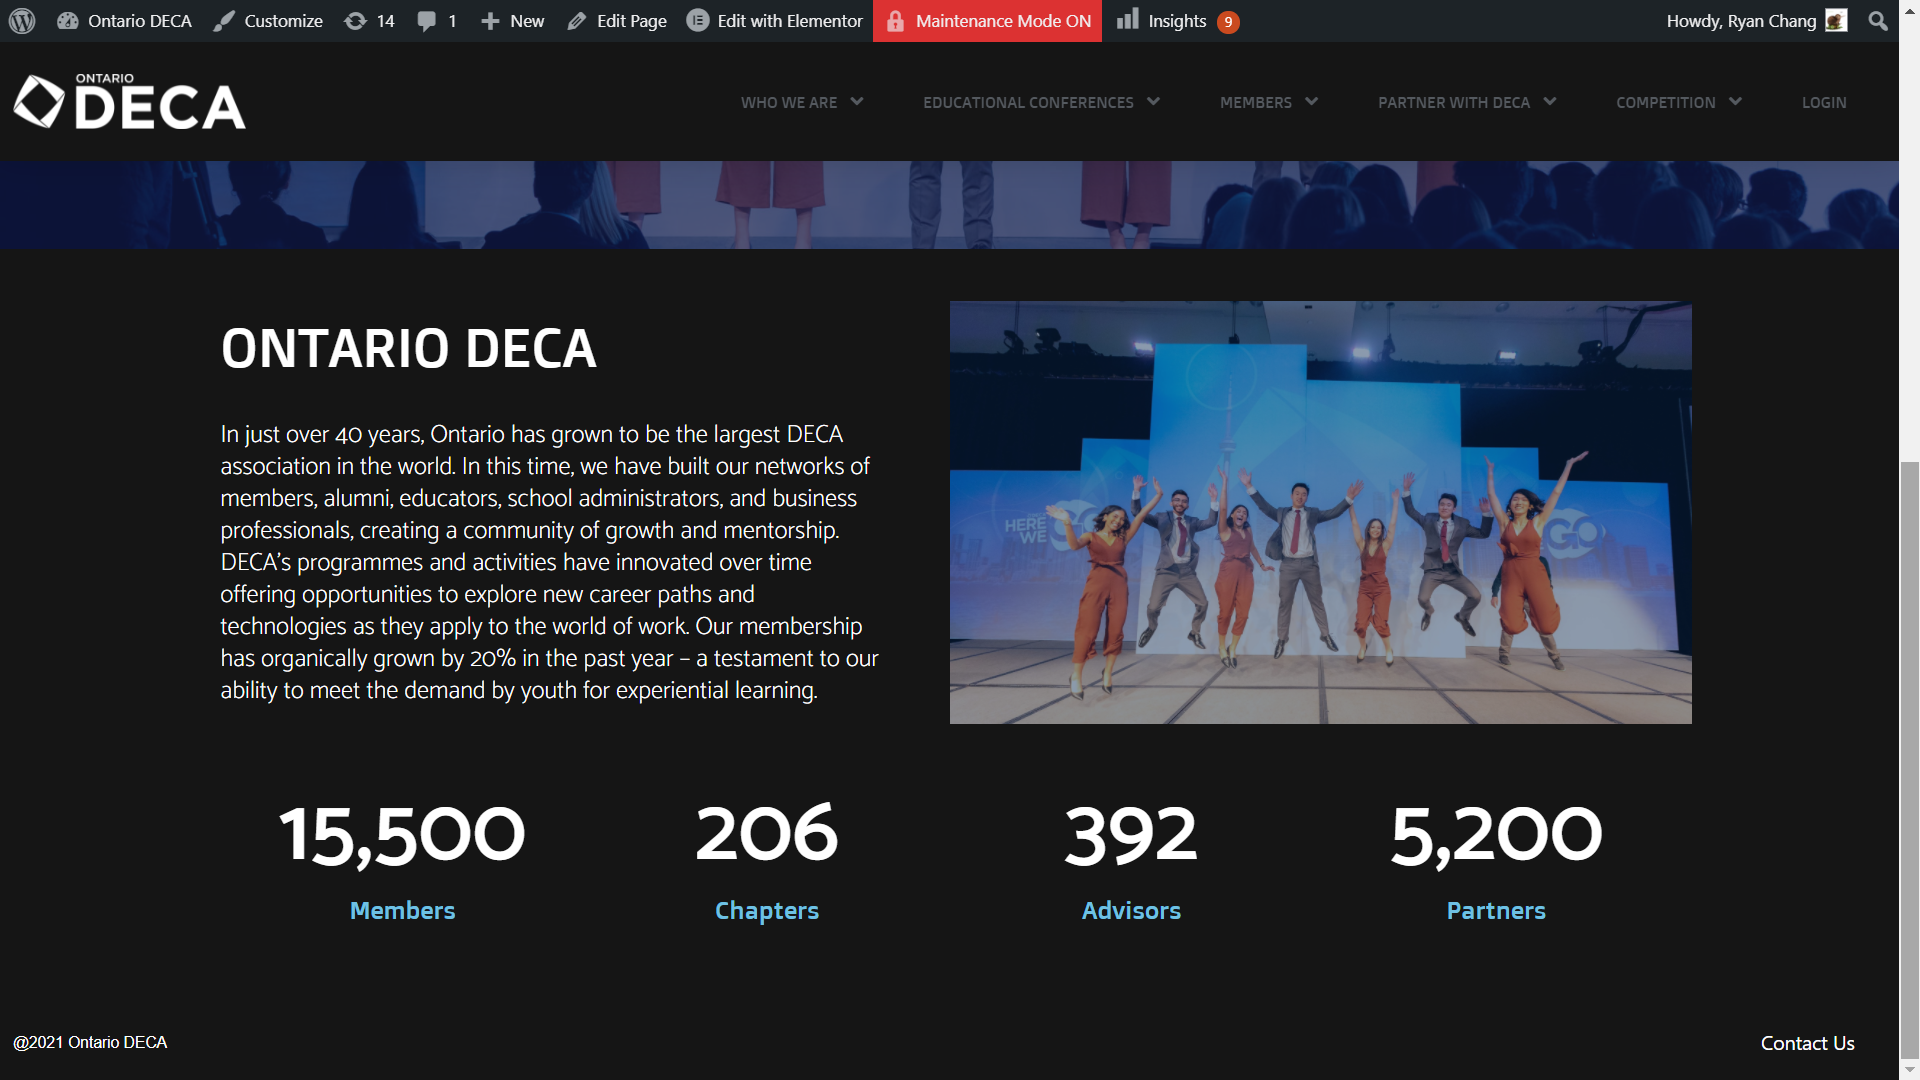 Ontario DECA Customize 14 1 New Edit Page Edit with Elementor Maintenance Mode ON Insights 9 Howdy, Ryan Chang
ONTARIO
DECA
WHO WE ARE EDUCATIONAL CONFERENCES MEMBERS PARTNER WITH DECA COMPETITION LOGIN
ONTARIO DECA
In just over 40 years, Ontario has grown to be the largest DECA
association in the world. In this time, we have built our networks of
members, alumni, educators, school administrators, and business
professionals, creating a community of growth and mentorship.
DECA's programmes and activities have innovated over time
offering opportunities to explore new career paths and
technologies as they apply to the world of work. Our membership
has organically grown by 20% in the past year – a testament to our
ability to meet the demand by youth for experiential learning.
HERE
WE GO
GO
15,500 206 392 5,200
Members Chapters Advisors Partners
@2021 Ontario DECA Contact Us